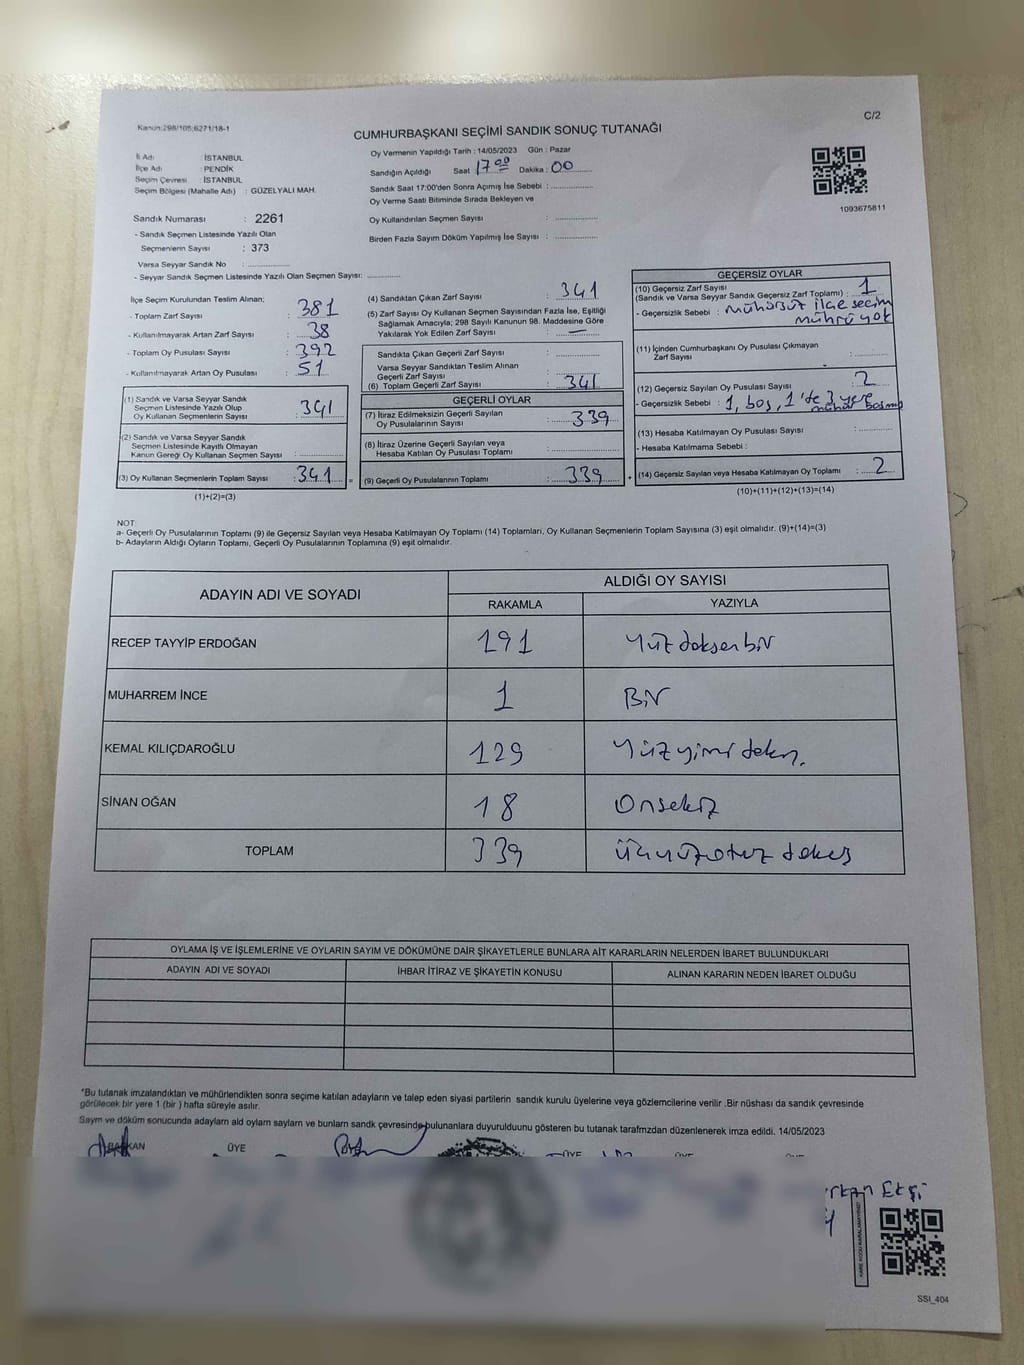 Kanun:298/105;6271/18-1
C/2
CUMHURBAŞKANI SEÇİMİ SANDIK SONUÇ TUTANAĞI
İl Adı : İSTANBUL
İlçe Adı : PENDİK
Seçim Çevresi : İSTANBUL
Seçim Bölgesi (Mahalle Adı) : GÜZELYALI MAH.
Oy Vermenin Yapıldığı Tarih : 14/05/2023 Gün : Pazar
Sandığın Açıldığı Saat 17 00 Dakika : 00
Sandık Saat 17:00'den Sonra Açımış İse Sebebi :
Oy Verme Saati Bitiminde Sırada Bekleyen ve
Oy Kullandırılan Seçmen Sayısı :
Birden Fazla Sayım Döküm Yapılmış İse Sayısı :
1093675811
Sandık Numarası : 2261
- Sandık Seçmen Listesinde Yazılı Olan
Seçmenlerin Sayısı : 373
Varsa Seyyar Sandık No :
- Seyyar Sandık Seçmen Listesinde Yazılı Olan Seçmen Sayısı:
İlçe Seçim Kurulundan Teslim Alınan;
- Toplam Zarf Sayısı : 381
- Kullanılmayarak Artan Zarf Sayısı : 38
- Toplam Oy Pusulası Sayısı : 392
- Kullanılmayarak Artan Oy Pusulası : 51
(1) Sandık ve Varsa Seyyar Sandık
Seçmen Listesinde Yazılı Olup
Oy Kullanan Seçmenlerin Sayısı : 341
(2) Sandık ve Varsa Seyyar Sandık
Seçmen Listesinde Kayıtlı Olmayan
Kanun Gereği Oy Kullanan Seçmen Sayısı :
(3) Oy Kullanan Seçmenlerin Toplam Sayısı : 341 =
(1)+(2)=(3)
(4) Sandıktan Çıkan Zarf Sayısı : 341
(5) Zarf Sayısı Oy Kullanan Seçmen Sayısından Fazla İse, Eşitliği
Sağlamak Amacıyla; 298 Sayılı Kanunun 98. Maddesine Göre
Yakılarak Yok Edilen Zarf Sayısı : —
Sandıkta Çıkan Geçerli Zarf Sayısı :
Varsa Seyyar Sandıktan Teslim Alınan
Geçerli Zarf Sayısı :
(6) Toplam Geçerli Zarf Sayısı : 341
GEÇERLİ OYLAR
(7) İtiraz Edilmeksizin Geçerli Sayılan
Oy Pusulalarının Sayısı : 339
(8) İtiraz Üzerine Geçerli Sayılan veya
Hesaba Katılan Oy Pusulası Toplamı :
(9) Geçerli Oy Pusulalarının Toplamı : 339 +
GEÇERSİZ OYLAR
(10) Geçersiz Zarf Sayısı
(Sandık ve Varsa Seyyar Sandık Geçersiz Zarf Toplamı) : 1
- Geçersizlik Sebebi : mühürsüz ilçe seçim
mührü yok
(11) İçinden Cumhurbaşkanı Oy Pusulası Çıkmayan
Zarf Sayısı :
(12) Geçersiz Sayılan Oy Pusulası Sayısı : 2
- Geçersizlik Sebebi : 1, boş, 1'de 3 yere
mühür basmış
(13) Hesaba Katılmayan Oy Pusulası Sayısı :
- Hesaba Katılmama Sebebi :
(14) Geçersiz Sayılan veya Hesaba Katılmayan Oy Toplamı : 2
(10)+(11)+(12)+(13)=(14)
NOT:
a- Geçerli Oy Pusulalarının Toplamı (9) ile Geçersiz Sayılan veya Hesaba Katılmayan Oy Toplamı (14) Toplamları, Oy Kullanan Seçmenlerin Toplam Sayısına (3) eşit olmalıdır. (9)+(14)=(3)
b- Adayların Aldığı Oyların Toplamı, Geçerli Oy Pusulalarının Toplamına (9) eşit olmalıdır.
ADAYIN ADI VE SOYADI
ALDIĞI OY SAYISI
RAKAMLA YAZIYLA
RECEP TAYYİP ERDOĞAN 191 Yüz doksan bir
MUHARREM İNCE 1 Bir
KEMAL KILIÇDAROĞLU 129 Yüz yirmi dokuz
SİNAN OĞAN 18 Onsekiz
TOPLAM 339 Üçyüzotuz dokuz
OYLAMA İŞ VE İŞLEMLERİNE VE OYLARIN SAYIM VE DÖKÜMÜNE DAİR ŞİKAYETLERLE BUNLARA AİT KARARLARIN NELERDEN İBARET BULUNDUKLARI
ADAYIN ADI VE SOYADI İHBAR İTİRAZ VE ŞİKAYETİN KONUSU ALINAN KARARIN NEDEN İBARET OLDUĞU
*Bu tutanak imzalandıktan ve mühürlendikten sonra seçime katılan adayların ve talep eden siyasi partilerin sandık kurulu üyelerine veya gözlemcilerine verilir .Bir nüshası da sandık çevresinde
görülecek bir yere 1 (bir ) hafta süreyle asılır.
Sayım ve döküm sonucunda adayların ald oyların sayların ve bunların sandk çevresinde bulunanlara duyurulduunu gösteren bu tutanak tarafmzdan düzenlenerek imza edildi. 14/05/2023
BAŞKAN ÜYE ÜYE
Ekşi
SSİ_404